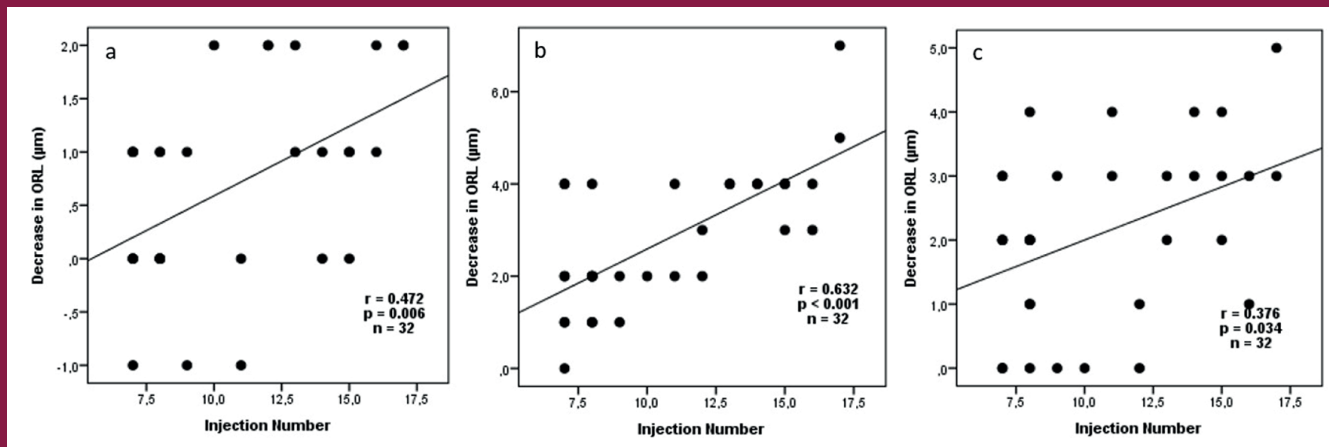 a
Decrease in ORL (µm)
2,0
1,5
1,0
,5
,0
-,5
-1,0
r = 0.472
p = 0.006
n = 32
7,5 10,0 12,5 15,0 17,5
Injection Number
b
Decrease in ORL (µm)
6,0
4,0
2,0
,0
r = 0.632
p < 0.001
n = 32
7,5 10,0 12,5 15,0 17,5
Injection Number
c
Decrease in ORL (µm)
5,0
4,0
3,0
2,0
1,0
,0
r = 0.376
p = 0.034
n = 32
7,5 10,0 12,5 15,0 17,5
Injection Number